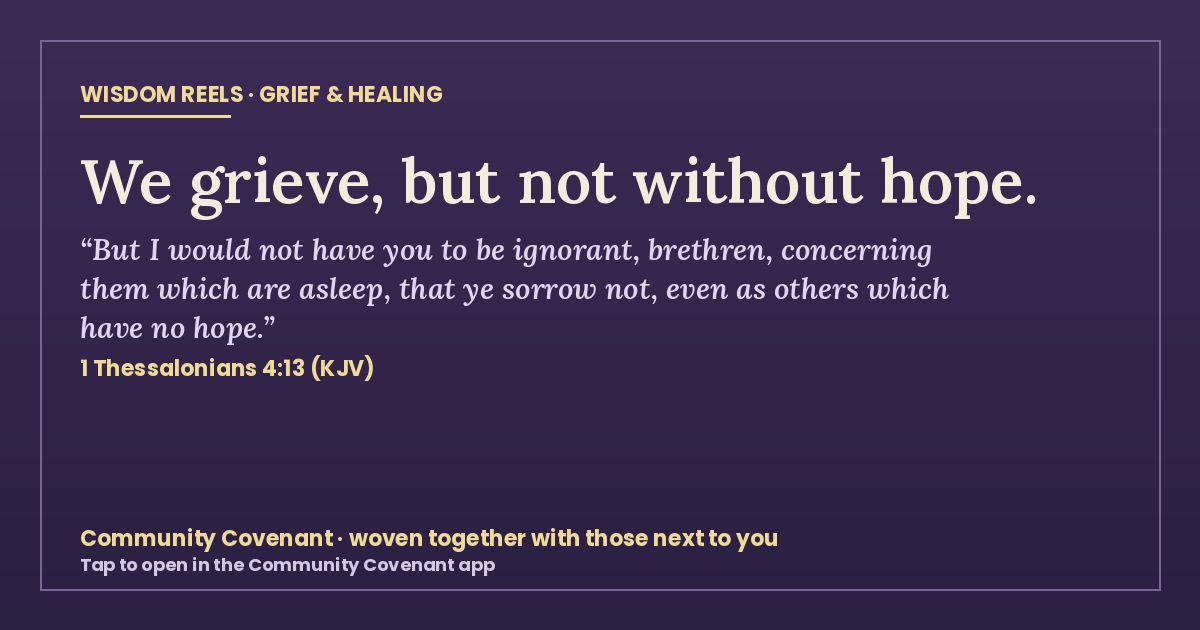 WISDOM REELS · GRIEF & HEALING
We grieve, but not without hope.
“But I would not have you to be ignorant, brethren, concerning
them which are asleep, that ye sorrow not, even as others which
have no hope.”
1 Thessalonians 4:13 (KJV)
Community Covenant · woven together with those next to you
Tap to open in the Community Covenant app